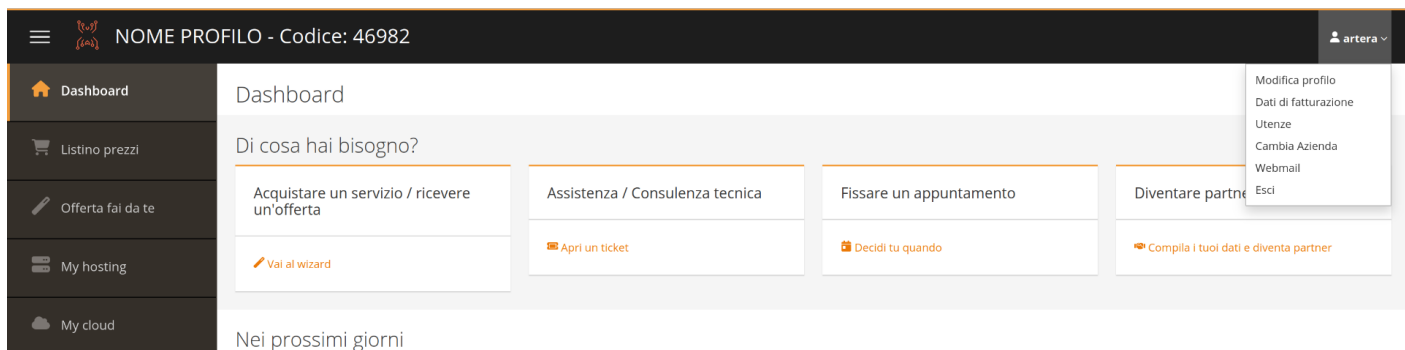 NOME PROFILO - Codice: 46982
artera
Modifica profilo
Dati di fatturazione
Utenze
Cambia Azienda
Webmail
Esci
Dashboard
Listino prezzi
Offerta fai da te
My hosting
My cloud
Dashboard
Di cosa hai bisogno?
Acquistare un servizio / ricevere
un'offerta
Vai al wizard
Assistenza / Consulenza tecnica
Apri un ticket
Fissare un appuntamento
Decidi tu quando
Diventare partne
Compila i tuoi dati e diventa partner
Nei prossimi giorni